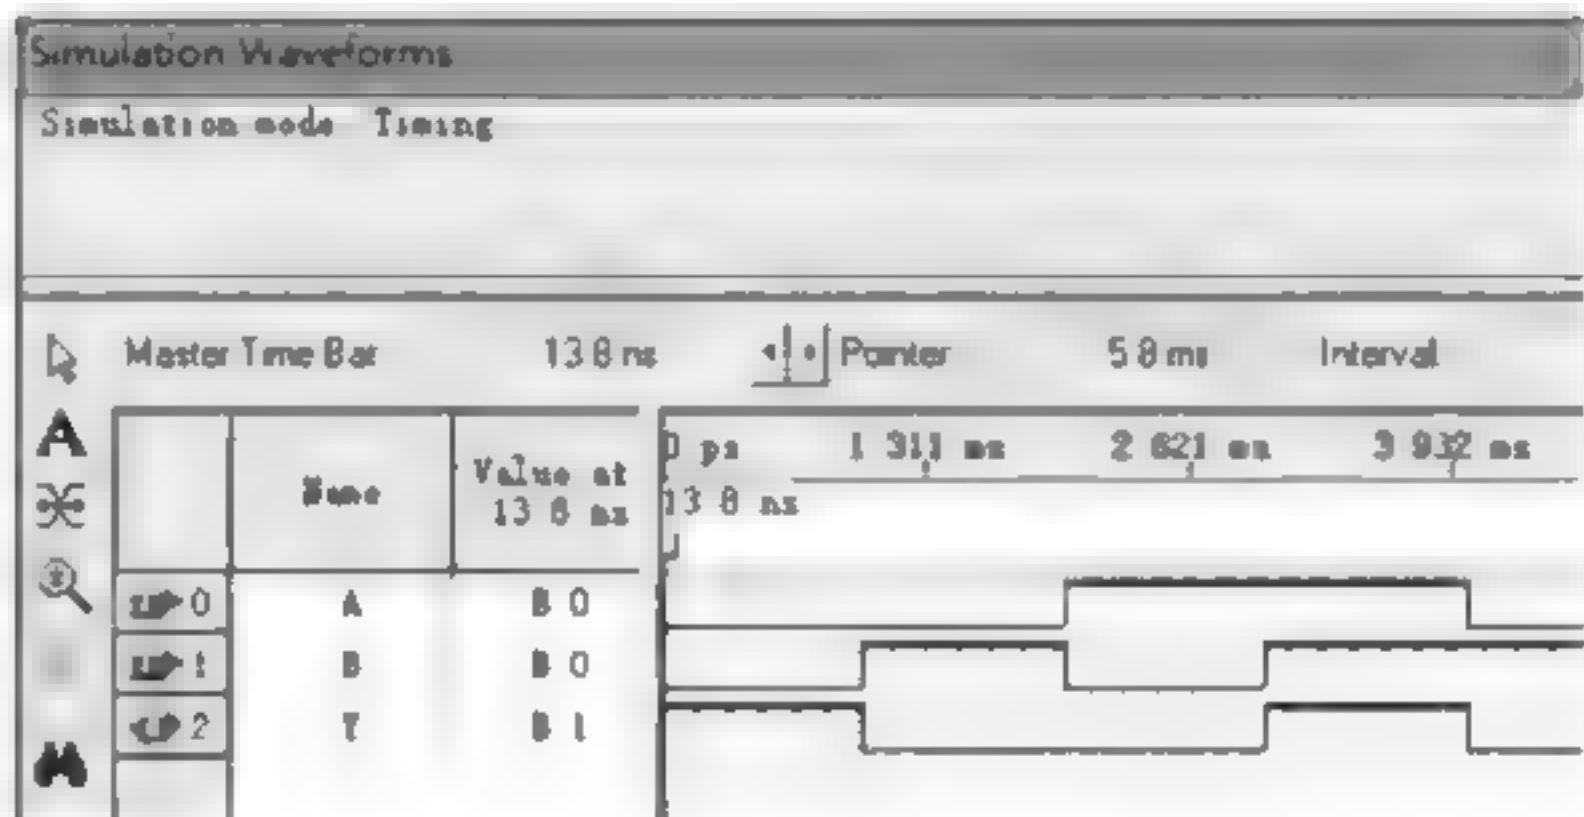 Simulation Waveforms
Simulation mode Timing
Master Time Bar 13 8 ns Pointer 5 8 ms Interval
Name
Value at
13 8 ns
0 ps 1 311 ms 2 621 ms 3 932 ms
13 8 ns
0 A B 0
1 B B 0
2 Y B 1